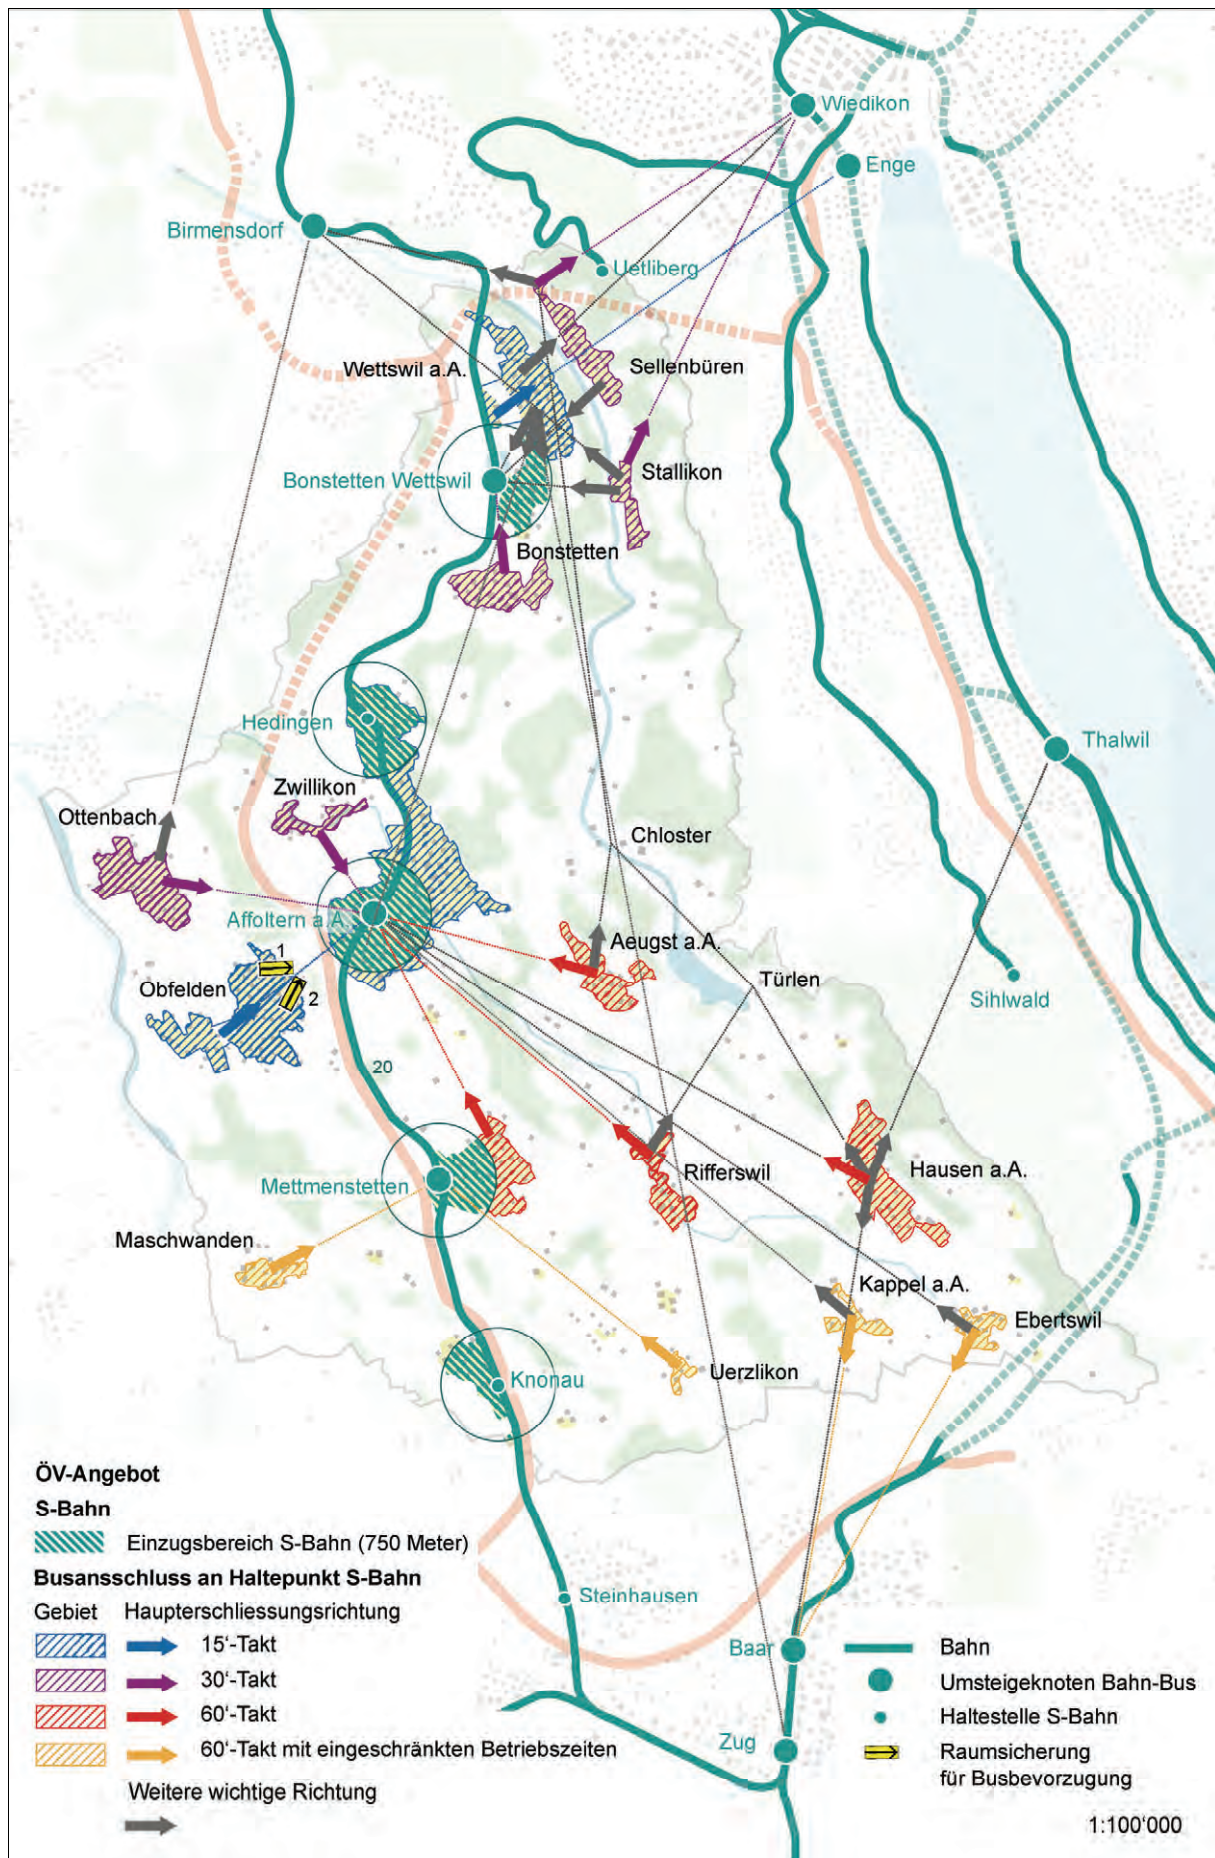 Wiedikon
Enge
Birmensdorf
Uetliberg
Wettswil a.A.
Sellenbüren
Bonstetten Wettswil
Stallikon
Bonstetten
Hedingen
Thalwil
Zwillikon
Ottenbach
Chloster
Affoltern a.A.
Aeugst a.A.
1
Obfelden
2
Türlen
Sihlwald
20
Mettmenstetten
Rifferswil
Hausen a.A.
Maschwanden
Kappel a.A.
Ebertswil
Uerzlikon
Knonau
ÖV-Angebot
S-Bahn
Einzugsbereich S-Bahn (750 Meter)
Busansschluss an Haltepunkt S-Bahn
Gebiet Haupterschliessungsrichtung
15‘-Takt
30‘-Takt
60‘-Takt
60‘-Takt mit eingeschränkten Betriebszeiten
Weitere wichtige Richtung
Steinhausen
Baar
Zug
Bahn
Umsteigeknoten Bahn-Bus
Haltestelle S-Bahn
Raumsicherung
für Busbevorzugung
1:100‘000